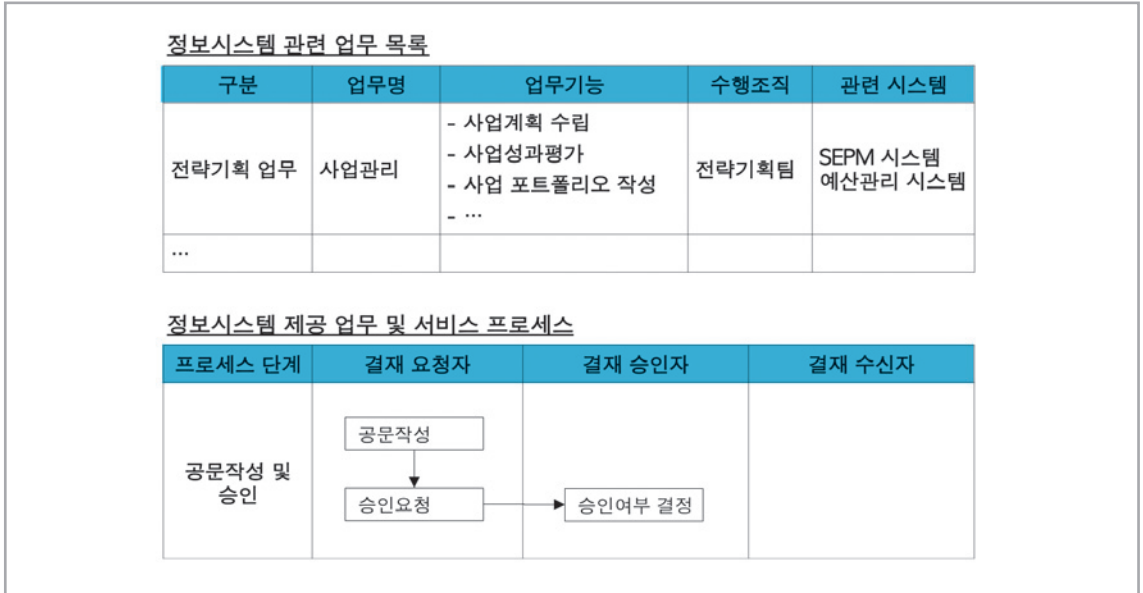 정보시스템 관련 업무 목록
구분 업무명 업무기능 수행조직 관련 시스템
전략기획 업무 사업관리
- 사업계획 수립
- 사업성과평가
- 사업 포트폴리오 작성
- …
전략기획팀
SEPM 시스템
예산관리 시스템
…
정보시스템 제공 업무 및 서비스 프로세스
프로세스 단계 결재 요청자 결재 승인자 결재 수신자
공문작성 및
승인
공문작성
승인요청
승인여부 결정